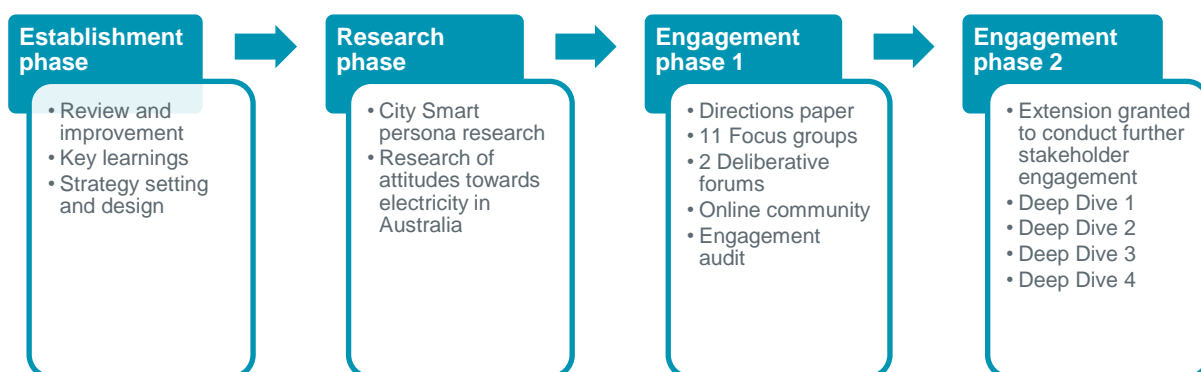 Establishment
phase
• Review and
improvement
• Key learnings
• Strategy setting
and design
Research
phase
• City Smart
persona research
• Research of
attitudes towards
electricity in
Australia
Engagement
phase 1
• Directions paper
• 11 Focus groups
• 2 Deliberative
forums
• Online community
• Engagement
audit
Engagement
phase 2
• Extension granted
to conduct further
stakeholder
engagement
• Deep Dive 1
• Deep Dive 2
• Deep Dive 3
• Deep Dive 4